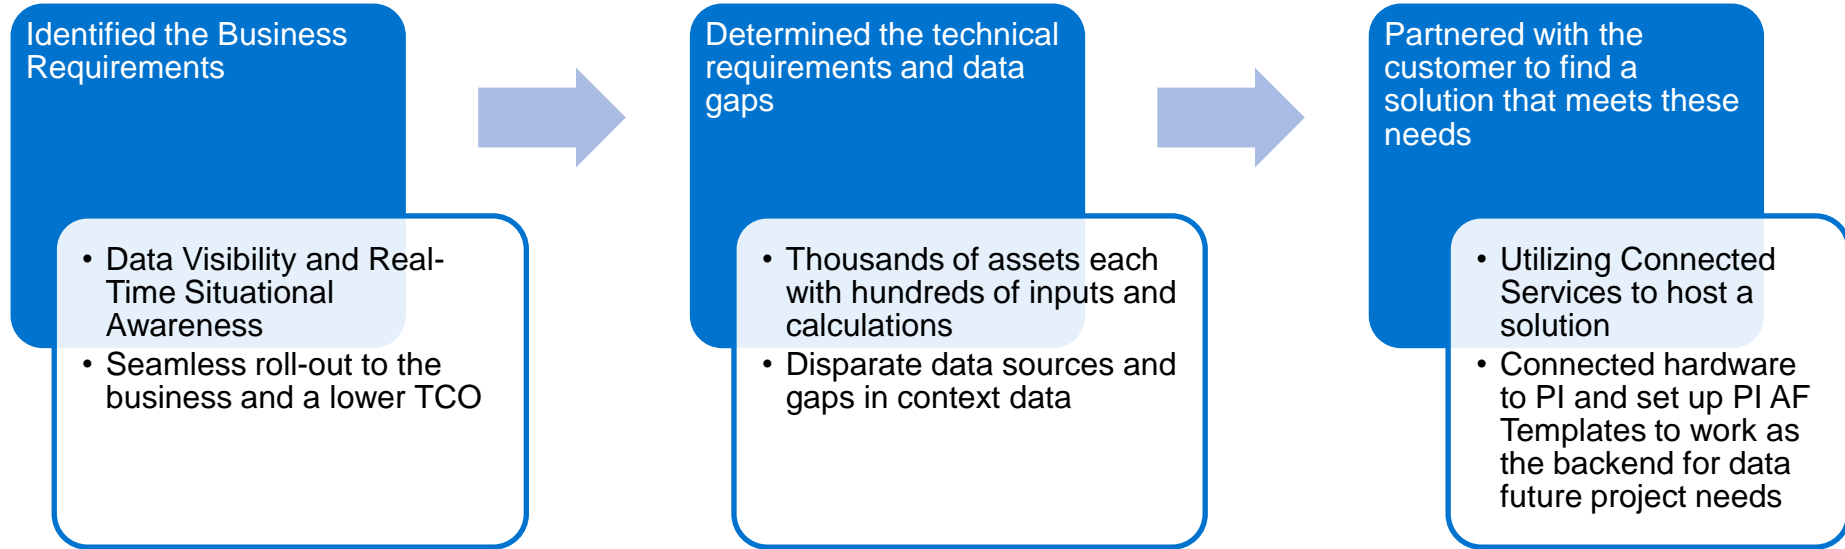 Identified the Business
Requirements
• Data Visibility and Real-
Time Situational
Awareness
• Seamless roll-out to the
business and a lower TCO
Determined the technical
requirements and data
gaps
• Thousands of assets each
with hundreds of inputs and
calculations
• Disparate data sources and
gaps in context data
Partnered with the
customer to find a
solution that meets these
needs
• Utilizing Connected
Services to host a
solution
• Connected hardware
to PI and set up PI AF
Templates to work as
the backend for data
future project needs